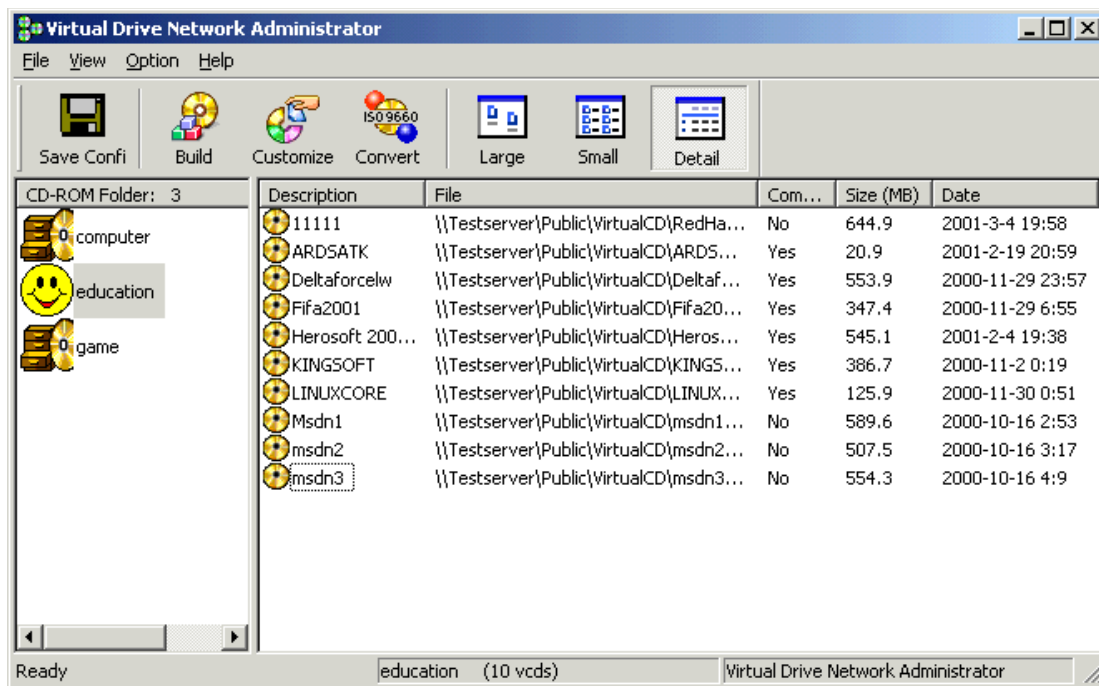 Virtual Drive Network Administrator
File View Option Help
ISO 9660
Save Confi Build Customize Convert Large Small Detail
CD-ROM Folder: 3
computer
education
game
Description File Com... Size (MB) Date
11111 \\Testserver\Public\VirtualCD\RedHa... No 644.9 2001-3-4 19:58
ARDSATK \\Testserver\Public\VirtualCD\ARDS... Yes 20.9 2001-2-19 20:59
Deltaforcelw \\Testserver\Public\VirtualCD\Deltaf... Yes 553.9 2000-11-29 23:57
Fifa2001 \\Testserver\Public\VirtualCD\Fifa20... Yes 347.4 2000-11-29 6:55
Herosoft 200... \\Testserver\Public\VirtualCD\Heros... Yes 545.1 2001-2-4 19:38
KINGSOFT \\Testserver\Public\VirtualCD\KINGS... Yes 386.7 2000-11-2 0:19
LINUXCORE \\Testserver\Public\VirtualCD\LINUX... Yes 125.9 2000-11-30 0:51
Msdn1 \\Testserver\Public\VirtualCD\msdn1... No 589.6 2000-10-16 2:53
msdn2 \\Testserver\Public\VirtualCD\msdn2... No 507.5 2000-10-16 3:17
msdn3 \\Testserver\Public\VirtualCD\msdn3... No 554.3 2000-10-16 4:9
Ready education (10 vcds) Virtual Drive Network Administrator